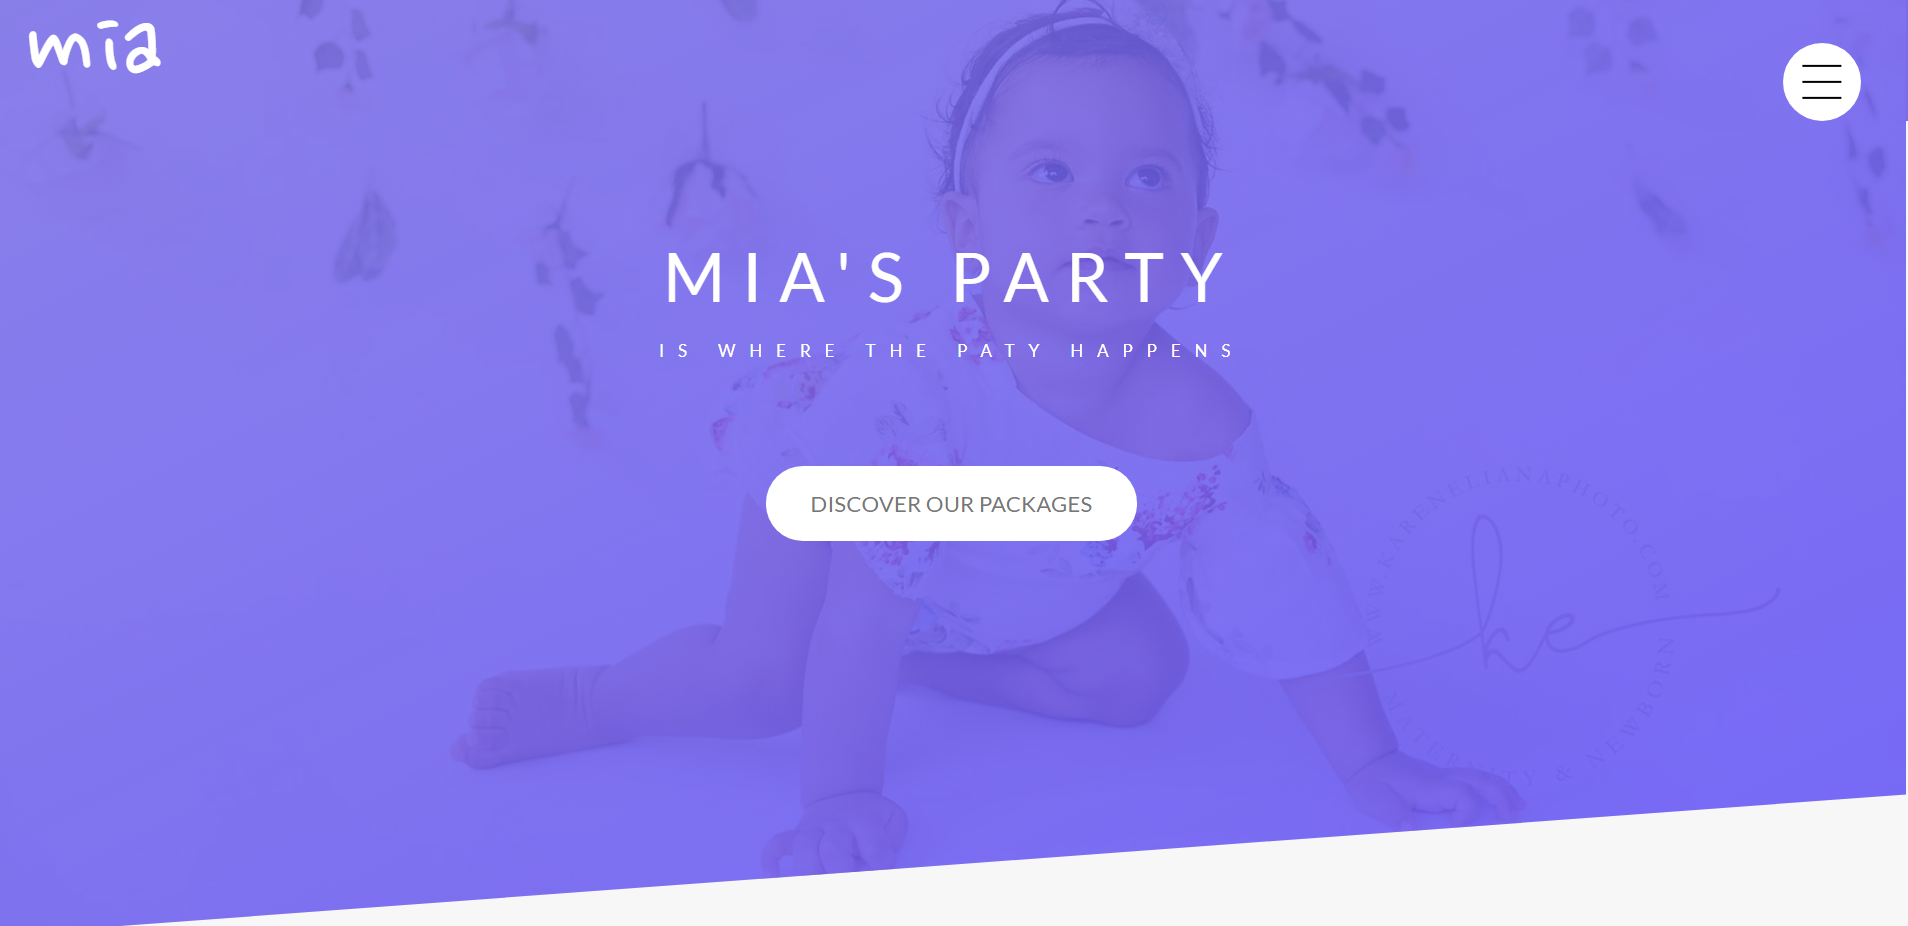 mia
MIA'S PARTY
IS WHERE THE PATY HAPPENS
DISCOVER OUR PACKAGES
WWW.KARENELIANAPHOTO.COM
ke
MATERNITY & NEWBORN